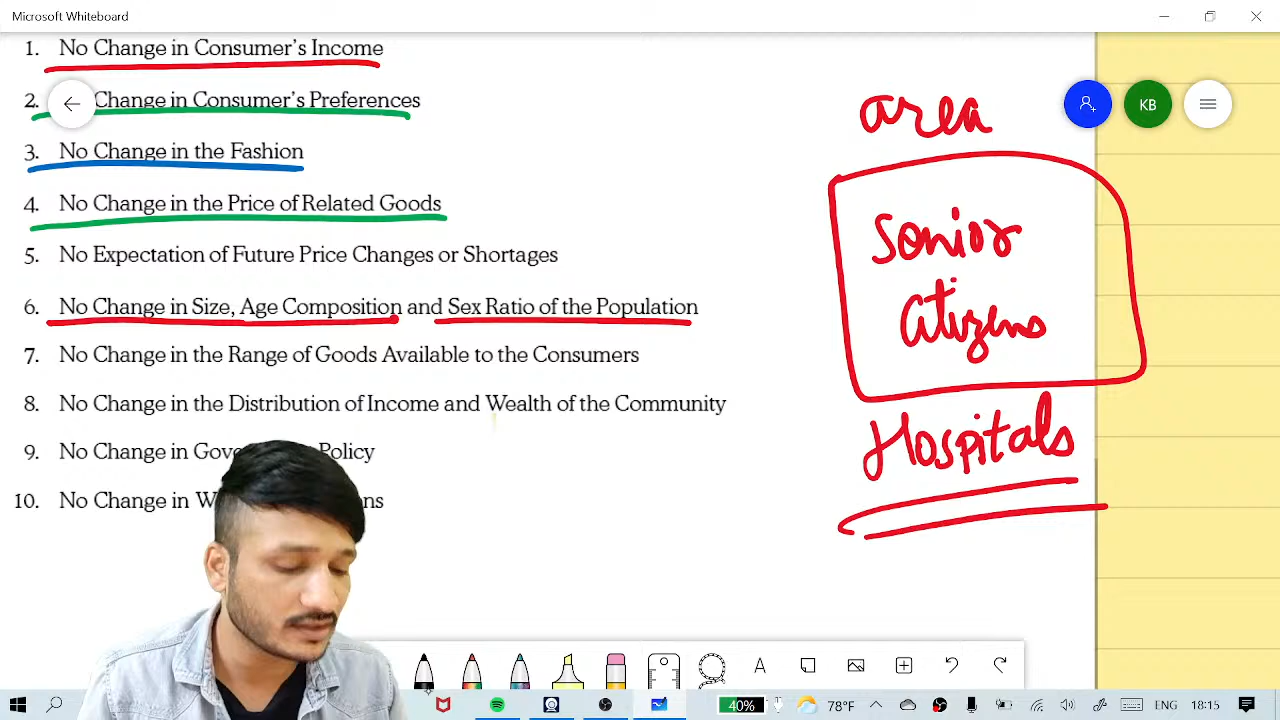 Microsoft Whiteboard
1. No Change in Consumer's Income
2. Change in Consumer's Preferences
3. No Change in the Fashion
4. No Change in the Price of Related Goods
5. No Expectation of Future Price Changes or Shortages
6. No Change in Size, Age Composition and Sex Ratio of the Population
7. No Change in the Range of Goods Available to the Consumers
8. No Change in the Distribution of Income and Wealth of the Community
9. No Change in Policy
10. No Change in
area
Senior
Citizens
Hospitals
KB
40%
78°F
ENG
18:15